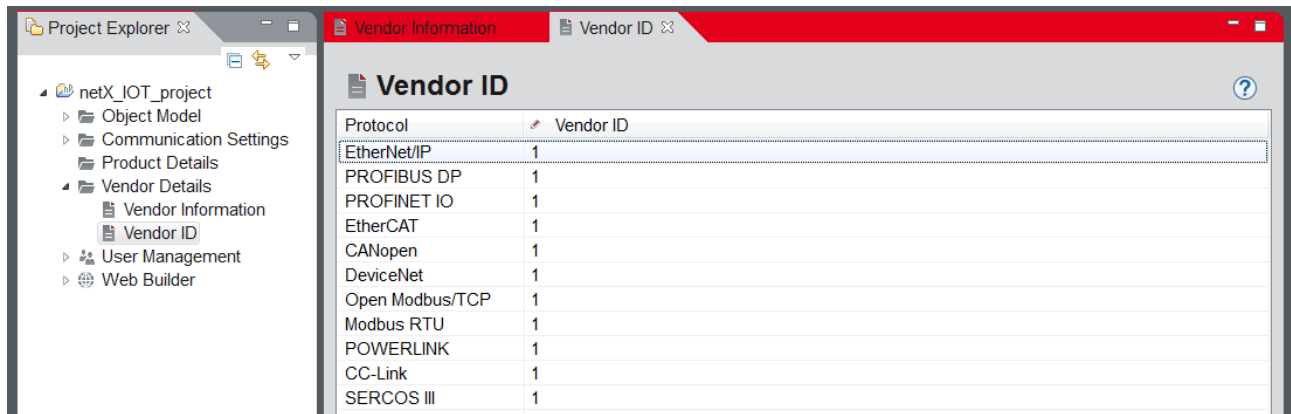 Project Explorer
netX_IOT_project
Object Model
Communication Settings
Product Details
Vendor Details
Vendor Information
Vendor ID
User Management
Web Builder
Vendor Information
Vendor ID
Vendor ID
?
Protocol Vendor ID
EtherNet/IP 1
PROFIBUS DP 1
PROFINET IO 1
EtherCAT 1
CANopen 1
DeviceNet 1
Open Modbus/TCP 1
Modbus RTU 1
POWERLINK 1
CC-Link 1
SERCOS III 1